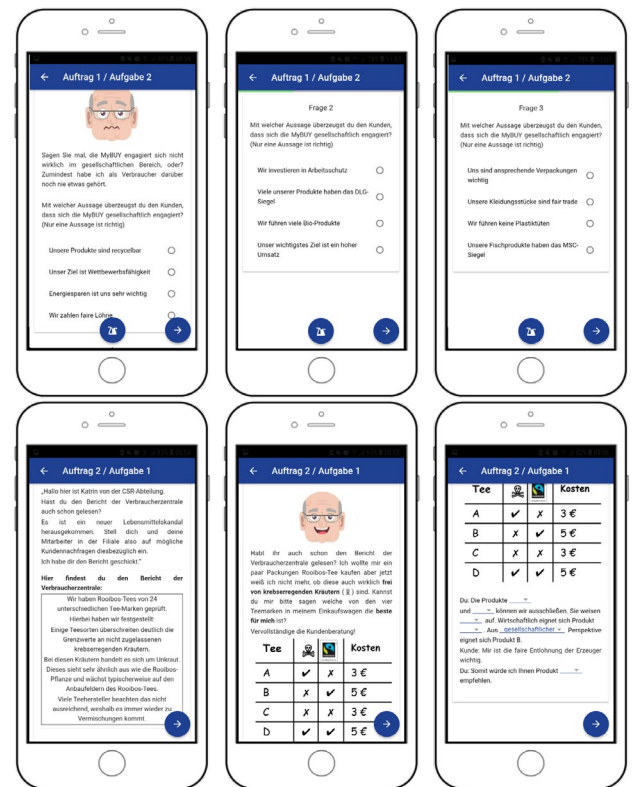 Auftrag 1 / Aufgabe 2
Sagen Sie mal, die MyBUY engagiert sich nicht
wirklich im gesellschaftlichen Bereich, oder?
Zumindest habe ich als Verbraucher darüber
noch nie etwas gehört.
Mit welcher Aussage überzeugst du den Kunden,
dass sich die MyBUY gesellschaftlich engagiert?
(Nur eine Aussage ist richtig)
Unsere Produkte sind recycelbar
Unser Ziel ist Wettbewerbsfähigkeit
Energiesparen ist uns sehr wichtig
Wir zahlen faire Löhne
Auftrag 1 / Aufgabe 2
Frage 2
Mit welcher Aussage überzeugst du den Kunden,
dass sich die MyBUY gesellschaftlich engagiert?
(Nur eine Aussage ist richtig)
Wir investieren in Arbeitsschutz
Viele unserer Produkte haben das DLG-
Siegel
Wir führen viele Bio-Produkte
Unser wichtigstes Ziel ist ein hoher
Umsatz
Auftrag 1 / Aufgabe 2
Frage 3
Mit welcher Aussage überzeugst du den Kunden,
dass sich die MyBUY gesellschaftlich engagiert?
(Nur eine Aussage ist richtig)
Uns sind ansprechende Verpackungen
wichtig
Unsere Kleidungsstücke sind fair trade
Wir führen keine Plastiktüten
Unsere Fischprodukte haben das MSC-
Siegel
Auftrag 2 / Aufgabe 1
„Hallo hier ist Katrin von der CSR-Abteilung.
Hast du den Bericht der Verbraucherzentrale
auch schon gelesen?
Es ist ein neuer Lebensmittelskandal
herausgekommen. Stell dich und deine
Mitarbeiter in der Filiale also auf mögliche
Kundennachfragen diesbezüglich ein.
Ich habe dir den Bericht geschickt."
Hier findest du den Bericht der
Verbraucherzentrale:
Wir haben Rooibos-Tees von 24
unterschiedlichen Tee-Marken geprüft.
Hierbei haben wir festgestellt:
Einige Teesorten überschreiten deutlich die
Grenzwerte an nicht zugelassenen
krebserregenden Kräutern.
Bei diesen Kräutern handelt es sich um Unkraut.
Dieses sieht sehr ähnlich aus wie die Rooibos-
Pflanze und wächst typischerweise auf den
Anbaufeldern des Rooibos-Tees.
Viele Teehersteller beachten das nicht
ausreichend, weshalb es immer wieder zu
Vermischungen kommt.
Auftrag 2 / Aufgabe 1
Habt ihr auch schon den Bericht der
Verbraucherzentrale gelesen? Ich wollte mir ein
paar Packungen Rooibos-Tee kaufen aber jetzt
weiß ich nicht mehr, ob diese auch wirklich frei
von krebserregenden Kräutern (☠) sind. Kannst
du mir bitte sagen welche von den vier
Teemarken in meinem Einkaufswagen die beste
für mich ist?
Vervollständige die Kundenberatung!
Tee Kosten
A ✓ ✗ 3 €
B ✗ ✓ 5 €
C ✗ ✗ 3 €
D ✓ ✓ 5 €
Auftrag 2 / Aufgabe 1
Tee Kosten
A ✓ ✗ 3 €
B ✗ ✓ 5 €
C ✗ ✗ 3 €
D ✓ ✓ 5 €
Du: Die Produkte
und können wir ausschließen. Sie weisen
auf. Wirtschaftlich eignet sich Produkt
. Aus gesellschaftlicher Perspektive
eignet sich Produkt B.
Kunde: Mir ist die faire Entlohnung der Erzeuger
wichtig.
Du: Somit würde ich Ihnen Produkt
empfehlen.